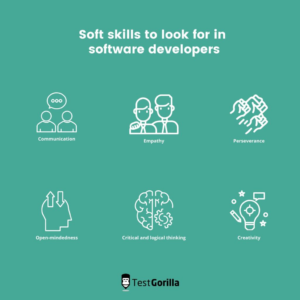 Soft skills to look for in
software developers
Communication
Empathy
Perseverance
Open-mindedness
Critical and logical thinking
Creativity
TestGorilla